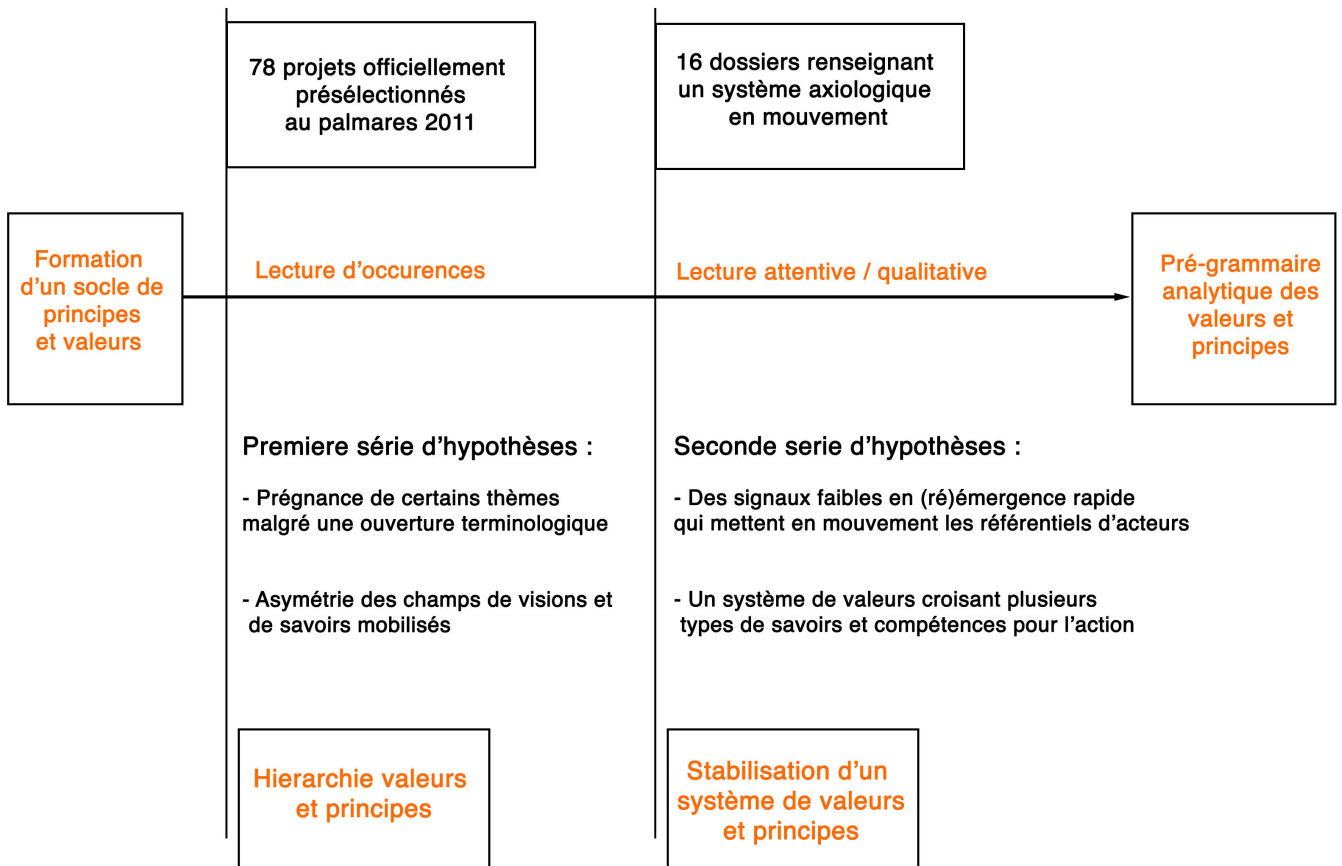 78 projets officiellement
présélectionnés
au palmares 2011
16 dossiers renseignant
un système axiologique
en mouvement
Formation
d'un socle de
principes
et valeurs
Lecture d'occurences
Lecture attentive / qualitative
Pré-grammaire
analytique des
valeurs et
principes
Premiere série d'hypothèses :
- Prégnance de certains thèmes
malgré une ouverture terminologique
- Asymétrie des champs de visions et
de savoirs mobilisés
Seconde serie d'hypothèses :
- Des signaux faibles en (ré)émergence rapide
qui mettent en mouvement les référentiels d'acteurs
- Un système de valeurs croisant plusieurs
types de savoirs et compétences pour l'action
Hierarchie valeurs
et principes
Stabilisation d'un
système de valeurs
et principes